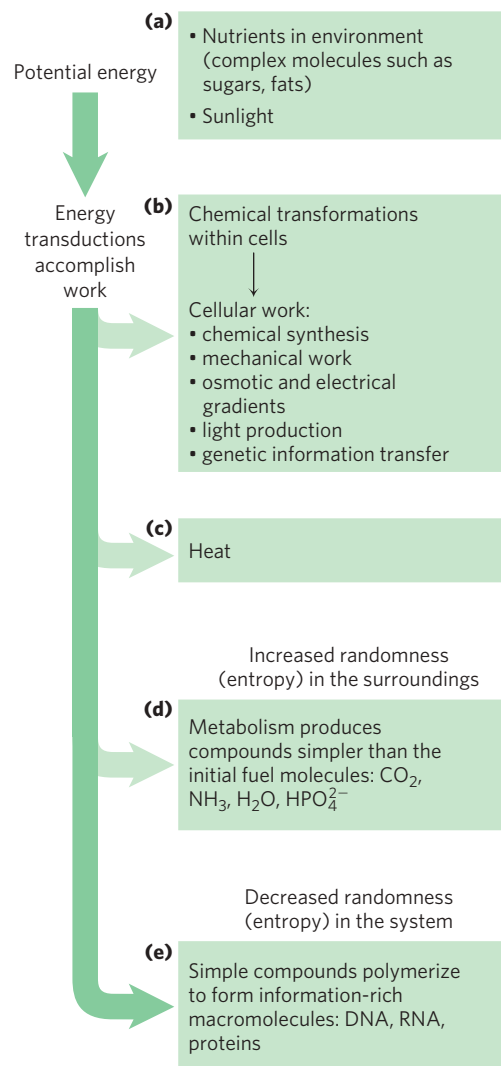 (a)
• Nutrients in environment
(complex molecules such as
sugars, fats)
• Sunlight
Potential energy
Energy
transductions
accomplish
work
(b)
Chemical transformations
within cells
Cellular work:
• chemical synthesis
• mechanical work
• osmotic and electrical
gradients
• light production
• genetic information transfer
(c)
Heat
Increased randomness
(entropy) in the surroundings
(d)
Metabolism produces
compounds simpler than the
initial fuel molecules: CO₂,
NH₃, H₂O, HPO₄²⁻
Decreased randomness
(entropy) in the system
(e)
Simple compounds polymerize
to form information-rich
macromolecules: DNA, RNA,
proteins